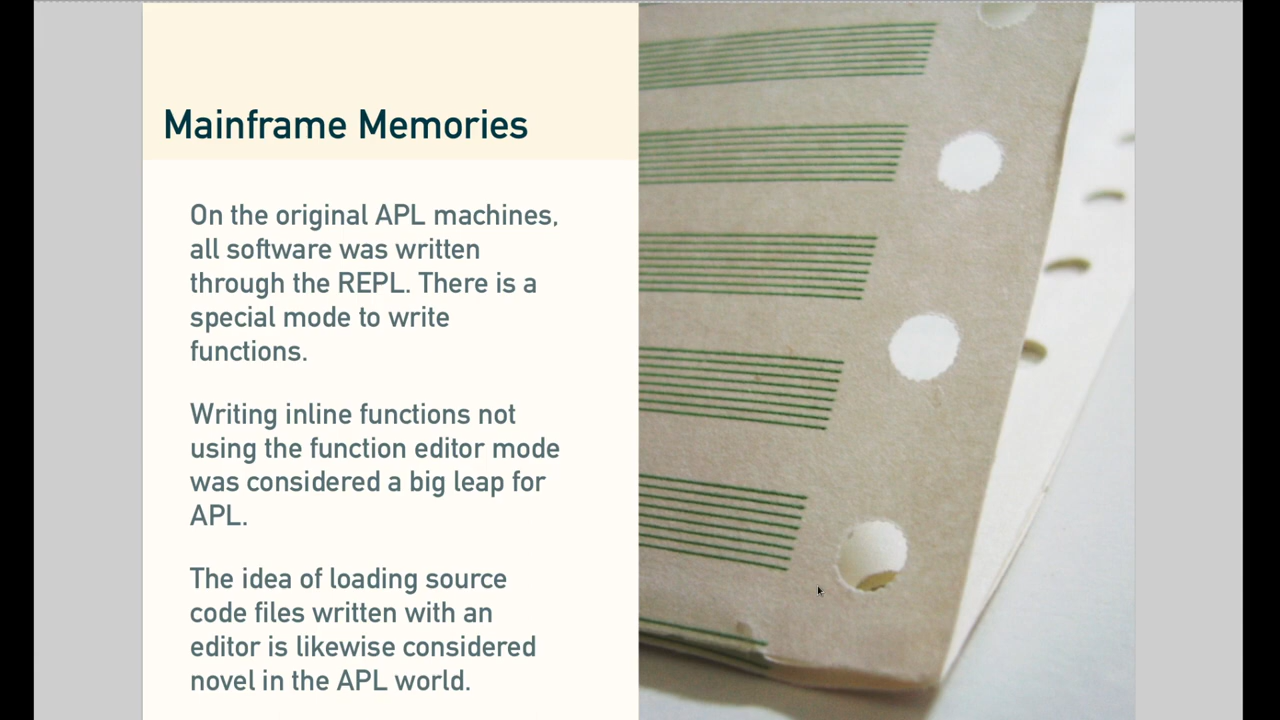 Mainframe Memories
On the original APL machines,
all software was written
through the REPL. There is a
special mode to write
functions.
Writing inline functions not
using the function editor mode
was considered a big leap for
APL.
The idea of loading source
code files written with an
editor is likewise considered
novel in the APL world.